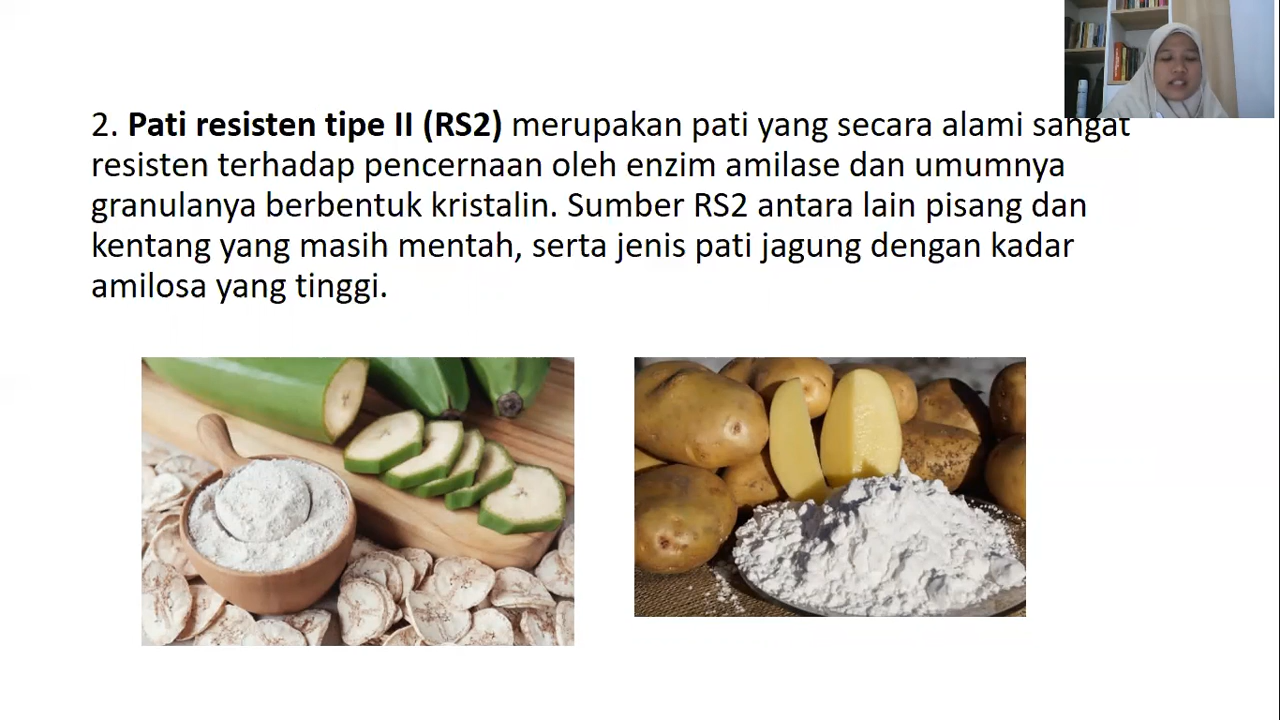 2. Pati resisten tipe II (RS2) merupakan pati yang secara alami sangat
resisten terhadap pencernaan oleh enzim amilase dan umumnya
granulanya berbentuk kristalin. Sumber RS2 antara lain pisang dan
kentang yang masih mentah, serta jenis pati jagung dengan kadar
amilosa yang tinggi.